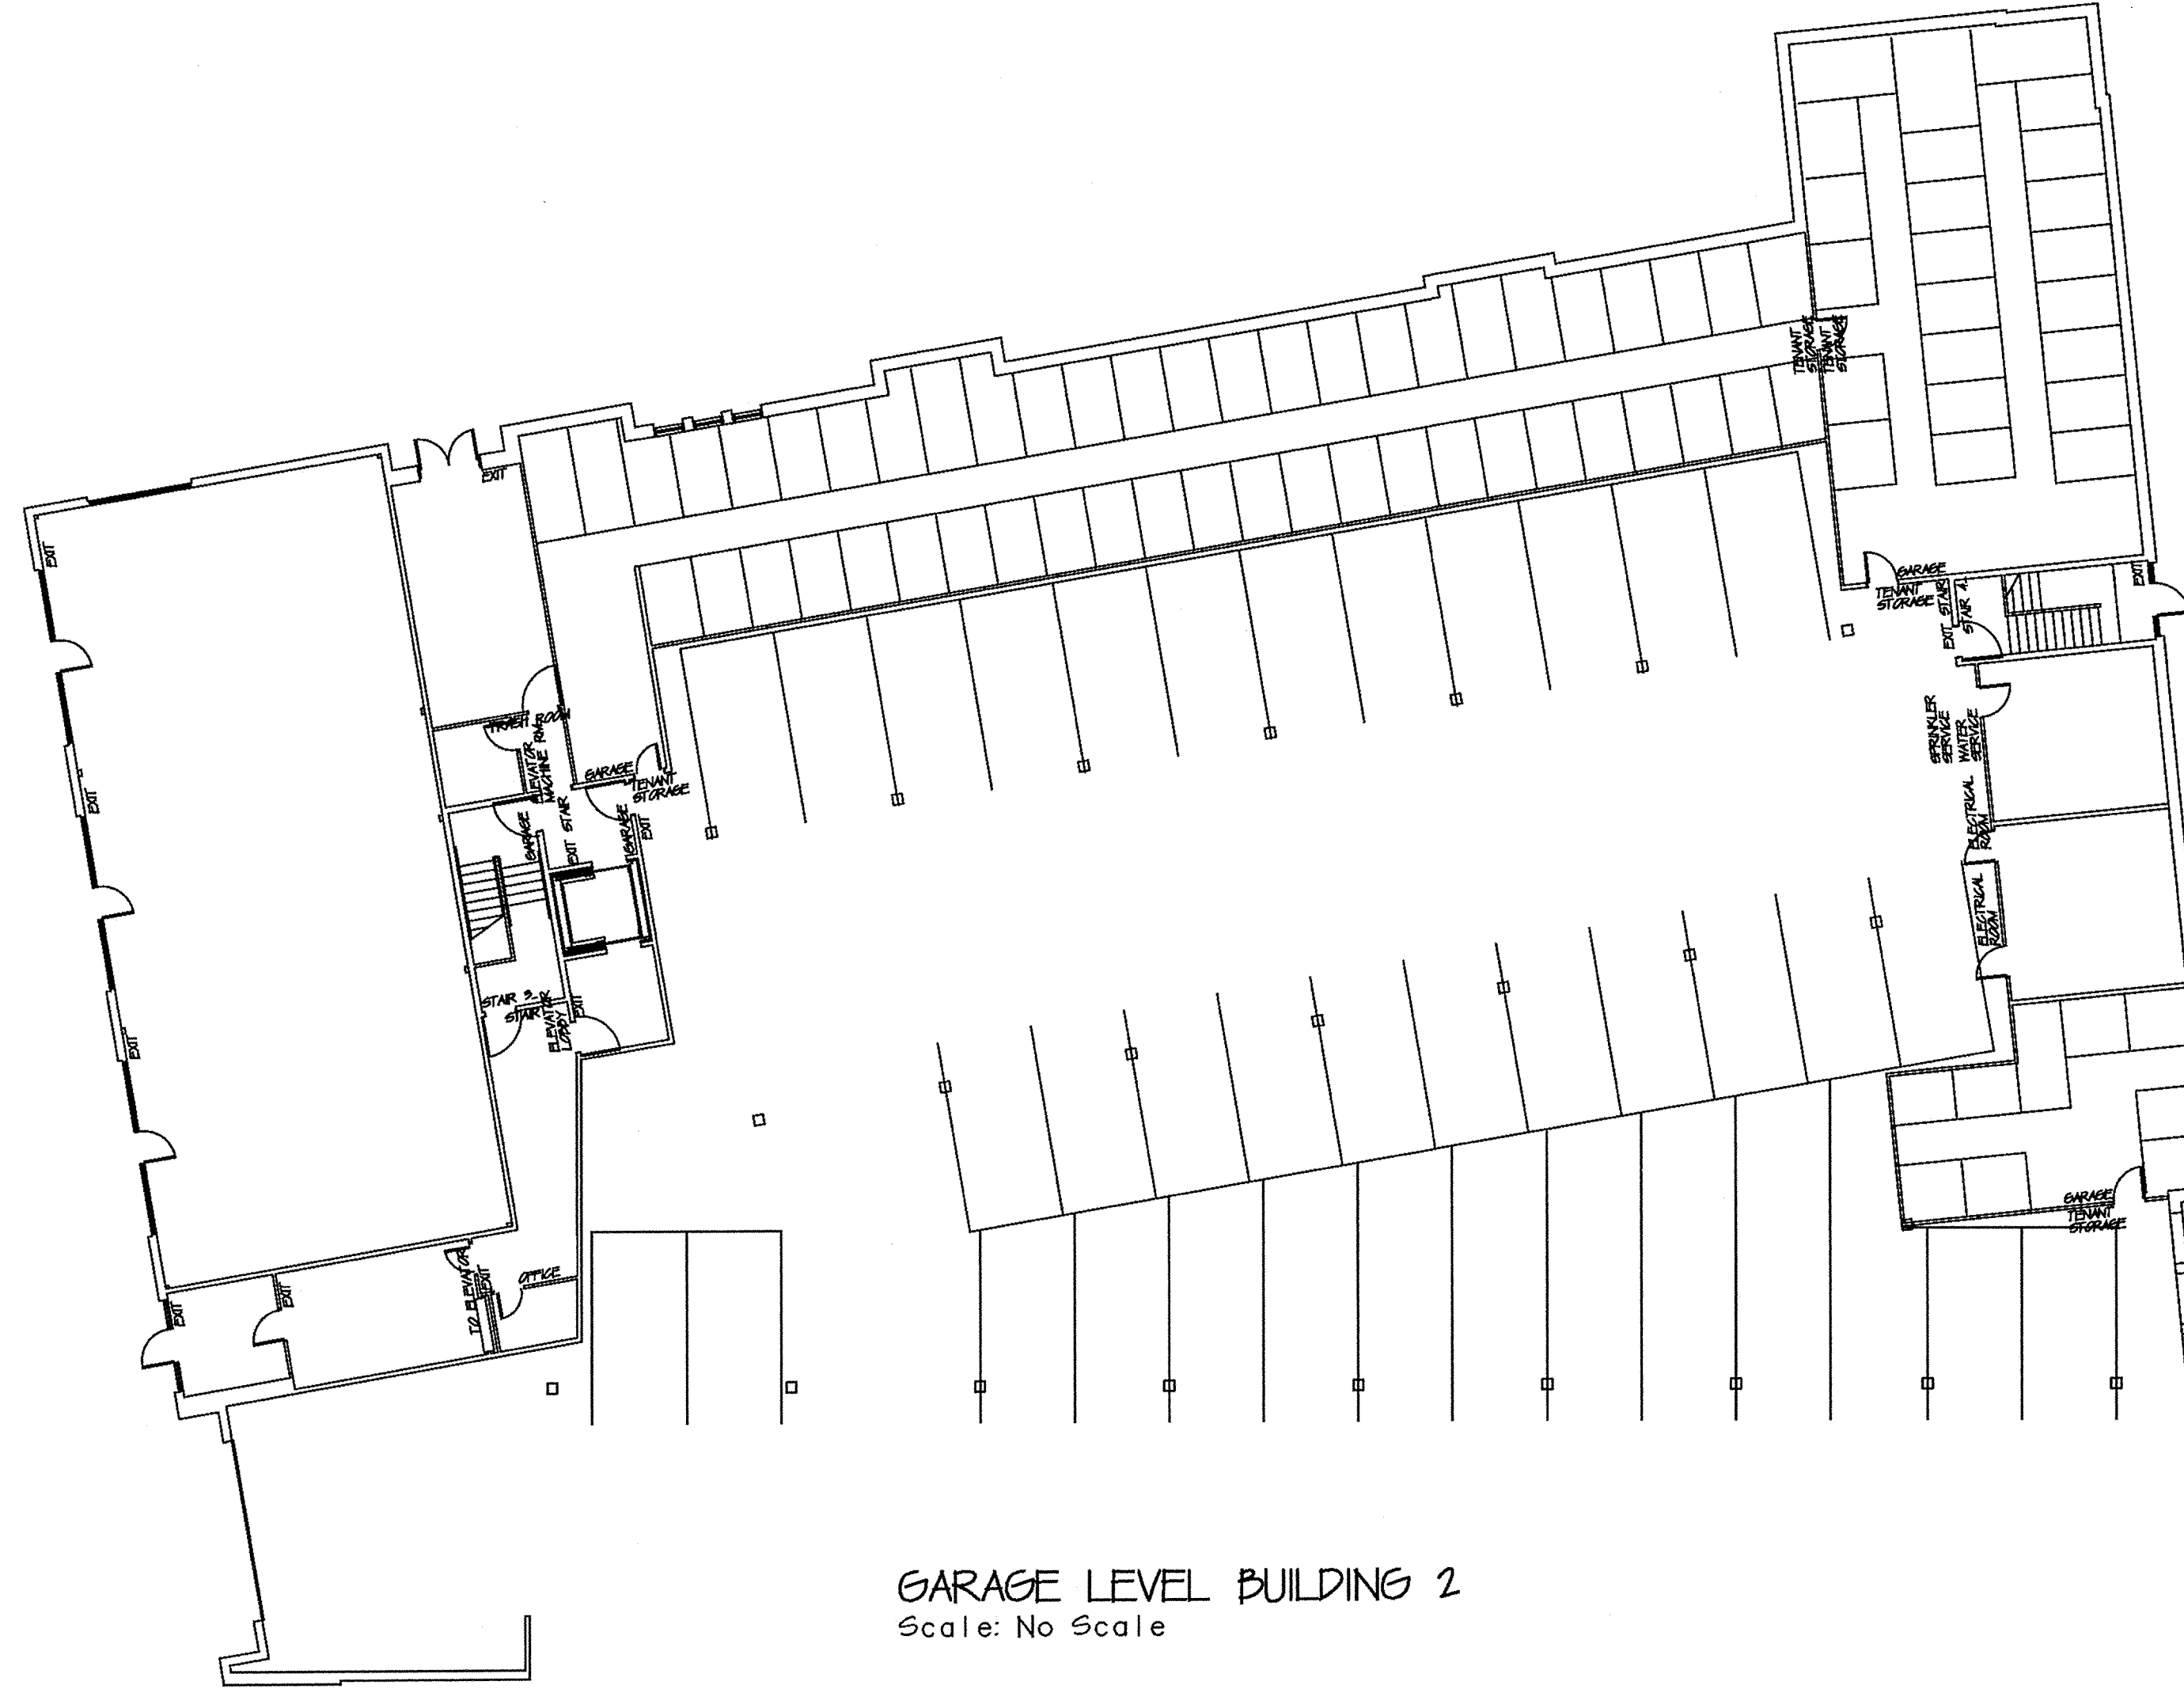 EXIT
TENANT
STORAGE
TENANT
STORAGE
EXIT
GARAGE
TENANT
STORAGE
EXIT STAIR
STAIR 4
EXIT
TRASH ROOM
ELEVATOR
MACHINE RM.
SPRINKLER
SERVICE
WATER
SERVICE
GARAGE
TENANT
STORAGE
EXIT
GARAGE
EXIT STAIR
GARAGE
EXIT
ELECTRICAL
ROOM
ELECTRICAL
ROOM
STAIR 3
STAIR
ELEVATOR
LOBBY
EXIT
EXIT
GARAGE
TENANT
STORAGE
EXIT
EXIT
TO ELEVATOR
EXIT
OFFICE
GARAGE LEVEL BUILDING 2
Scale: No Scale